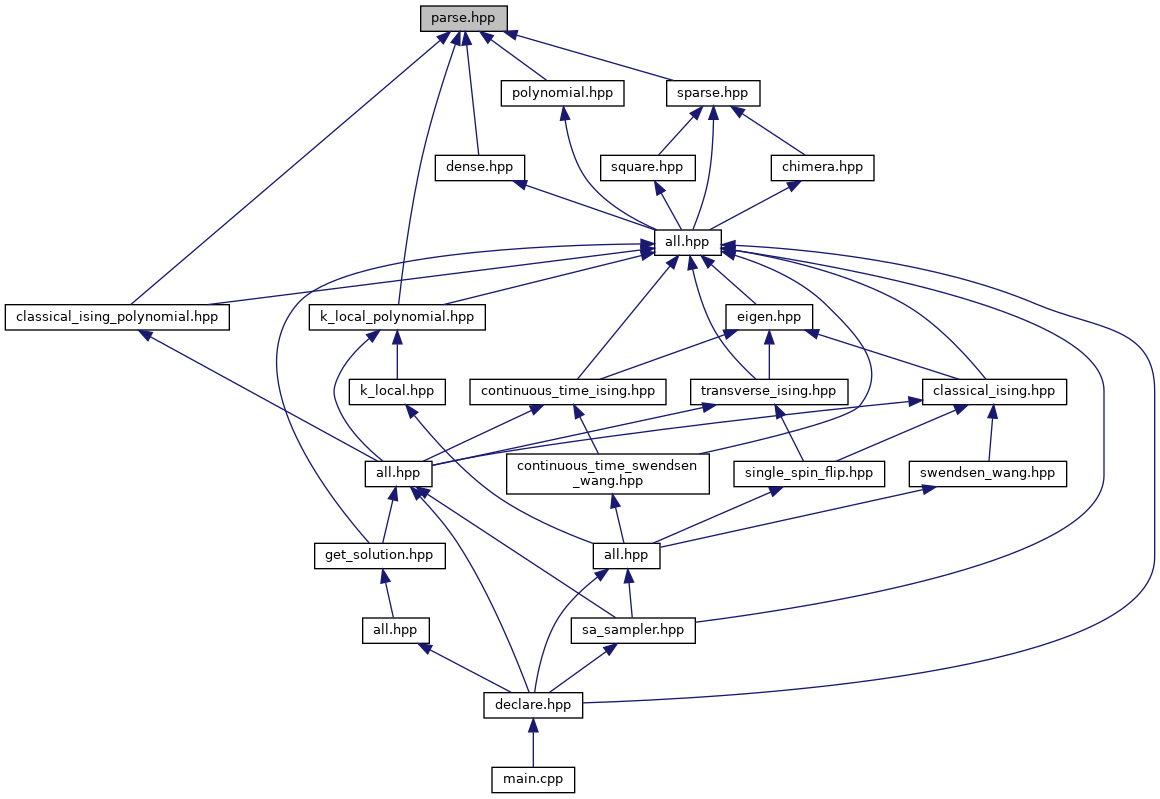 parse.hpp
polynomial.hpp
sparse.hpp
dense.hpp
square.hpp
chimera.hpp
all.hpp
classical_ising_polynomial.hpp
k_local_polynomial.hpp
eigen.hpp
k_local.hpp
continuous_time_ising.hpp
transverse_ising.hpp
classical_ising.hpp
all.hpp
continuous_time_swendsen
_wang.hpp
single_spin_flip.hpp
swendsen_wang.hpp
get_solution.hpp
all.hpp
all.hpp
sa_sampler.hpp
declare.hpp
main.cpp